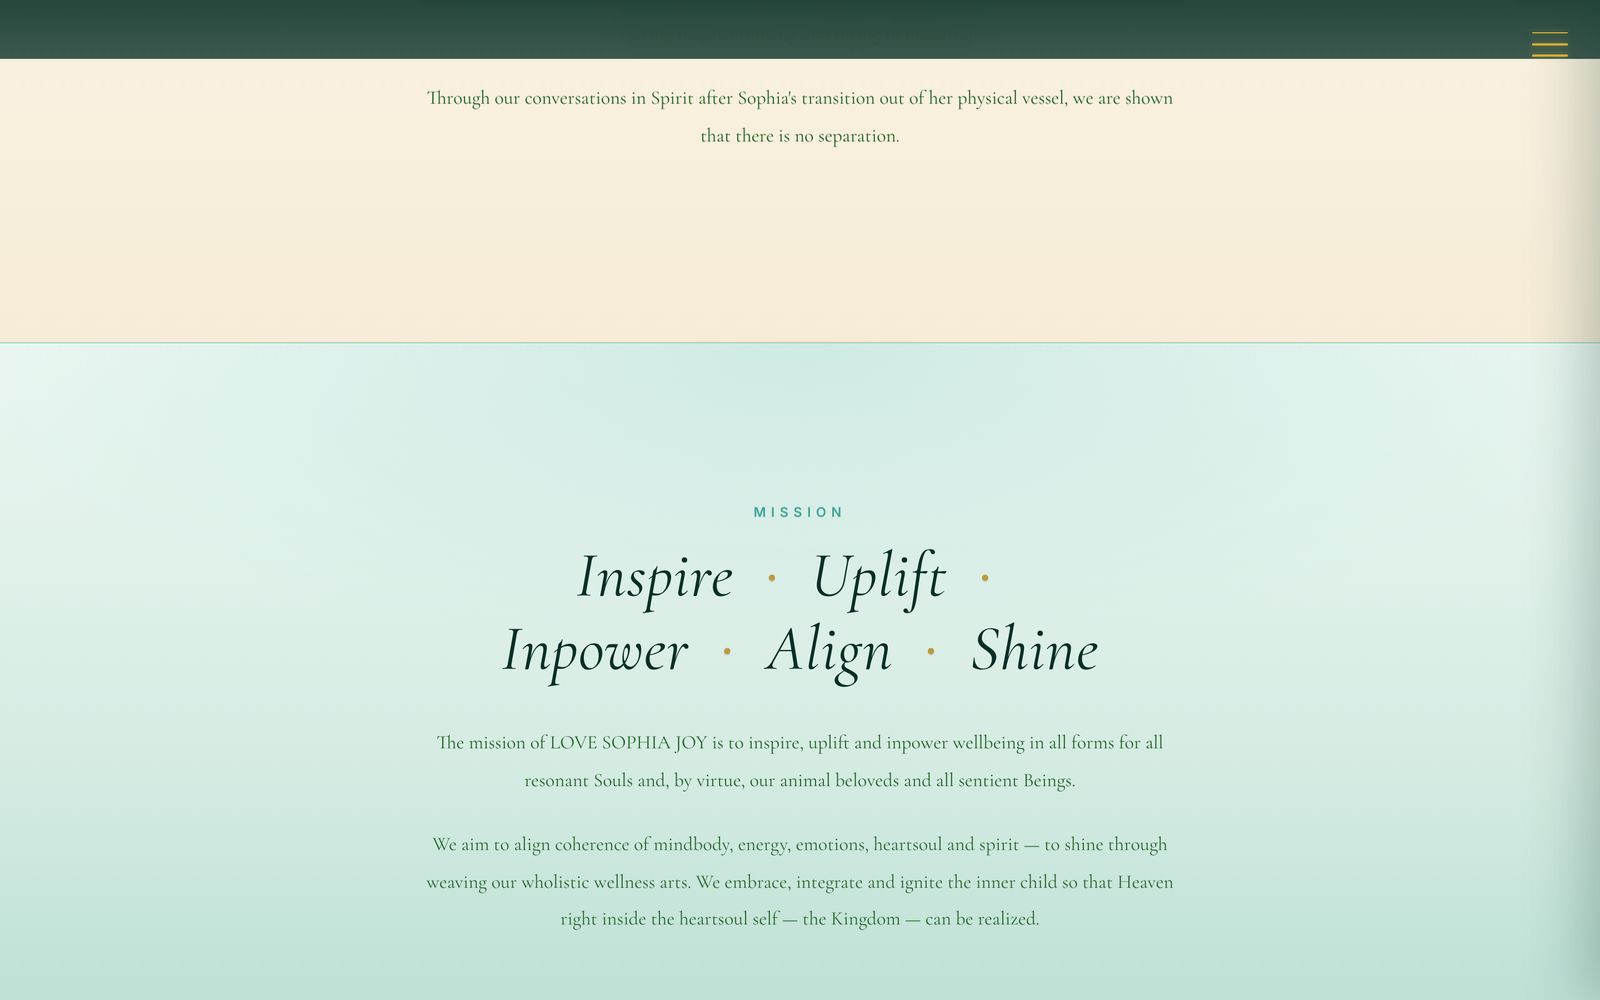 Through our conversations in Spirit after Sophia's transition out of her physical vessel, we are shown
that there is no separation.
MISSION
Inspire · Uplift ·
Inpower · Align · Shine
The mission of LOVE SOPHIA JOY is to inspire, uplift and inpower wellbeing in all forms for all
resonant Souls and, by virtue, our animal beloveds and all sentient Beings.
We aim to align coherence of mindbody, energy, emotions, heartsoul and spirit — to shine through
weaving our wholistic wellness arts. We embrace, integrate and ignite the inner child so that Heaven
right inside the heartsoul self — the Kingdom — can be realized.